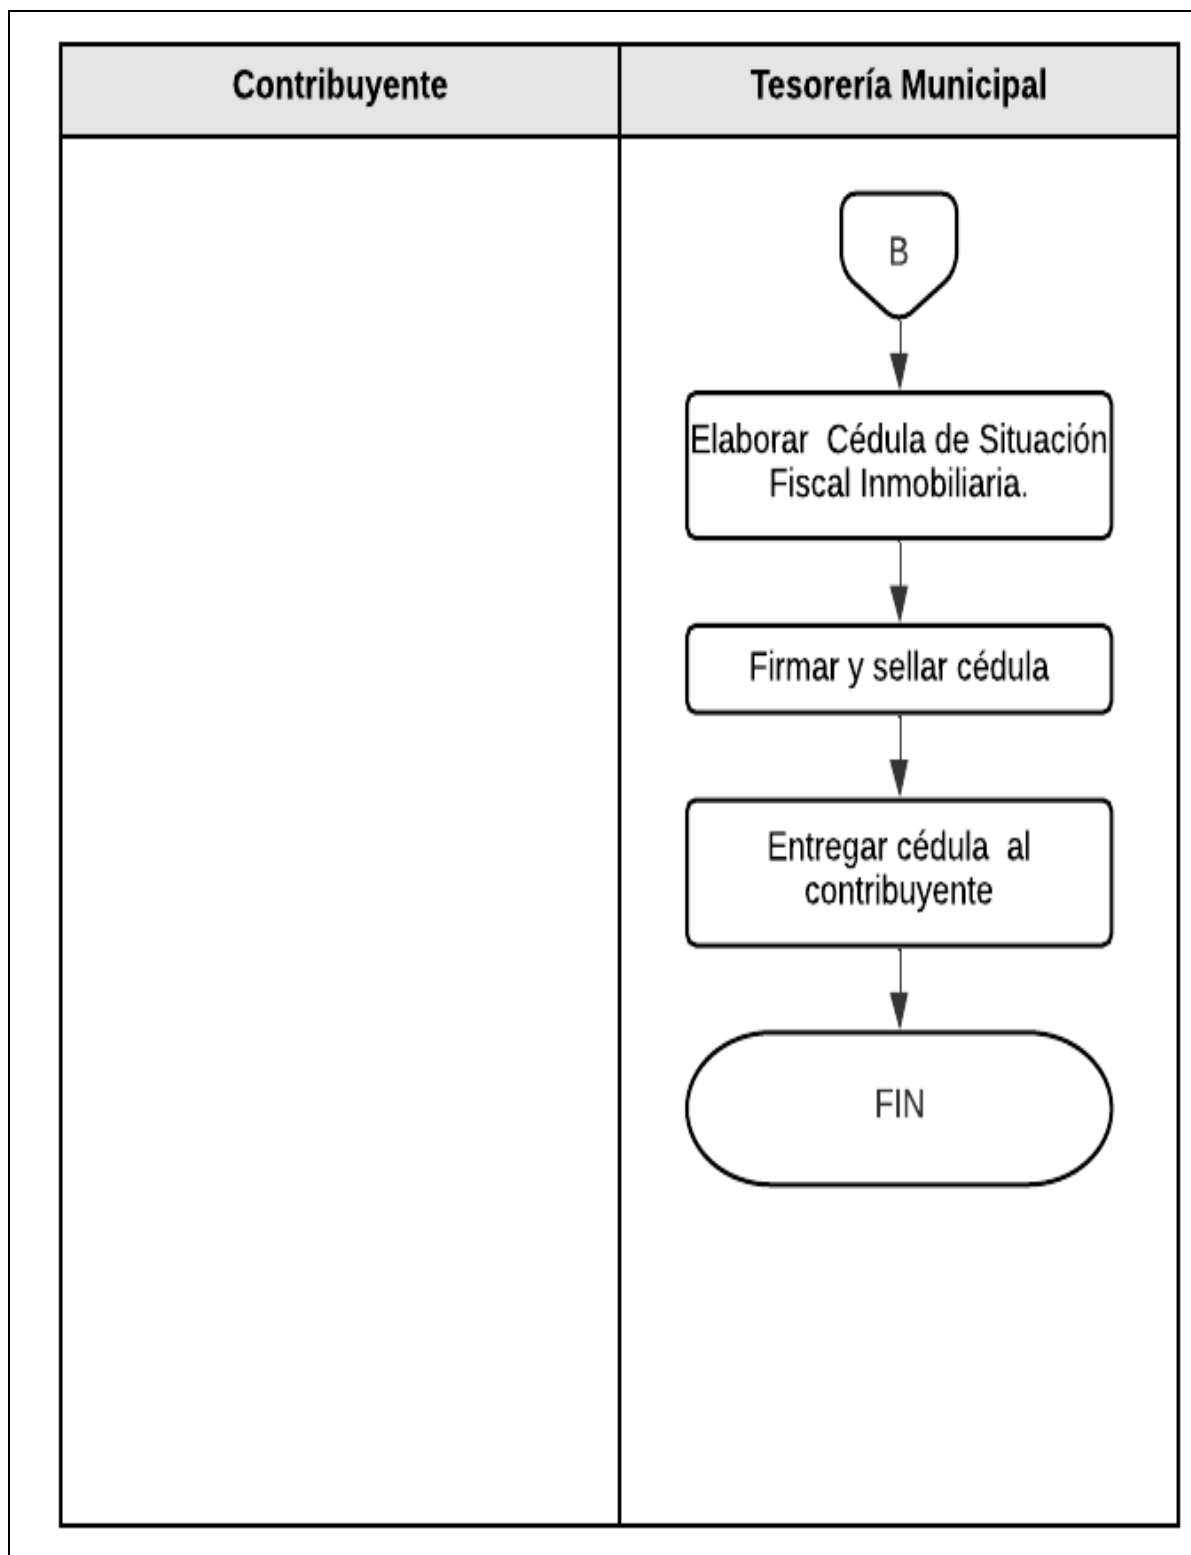 Contribuyente
Tesorería Municipal
B
Elaborar  Cédula de Situación
Fiscal Inmobiliaria.
Firmar y sellar cédula
Entregar cédula  al
contribuyente
FIN